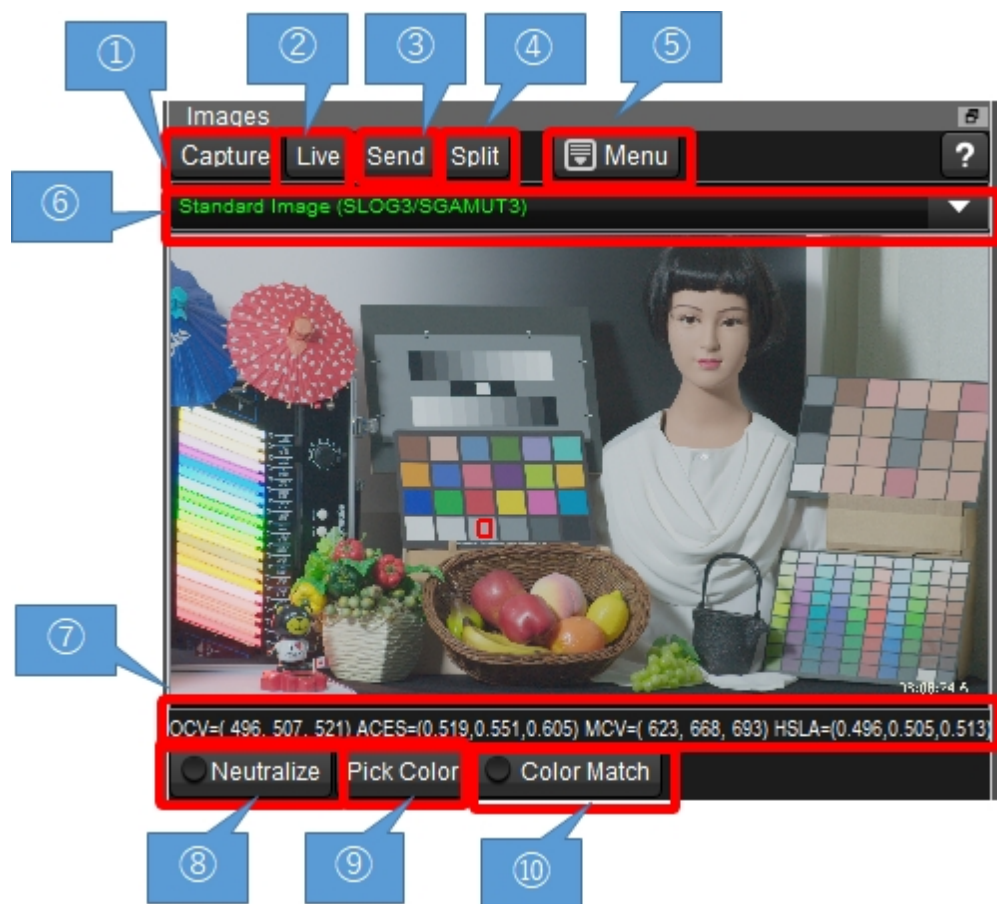 ① ② ③ ④ ⑤
Images
Capture Live Send Split Menu ?
⑥
Standard Image (SLOG3/SGAMUT3)
⑦
OCV=( 496, 507, 521) ACES=(0.519,0.551,0.605) MCV=( 623, 668, 693) HSLA=(0.496,0.505,0.513)
Neutralize Pick Color Color Match
⑧ ⑨ ⑩